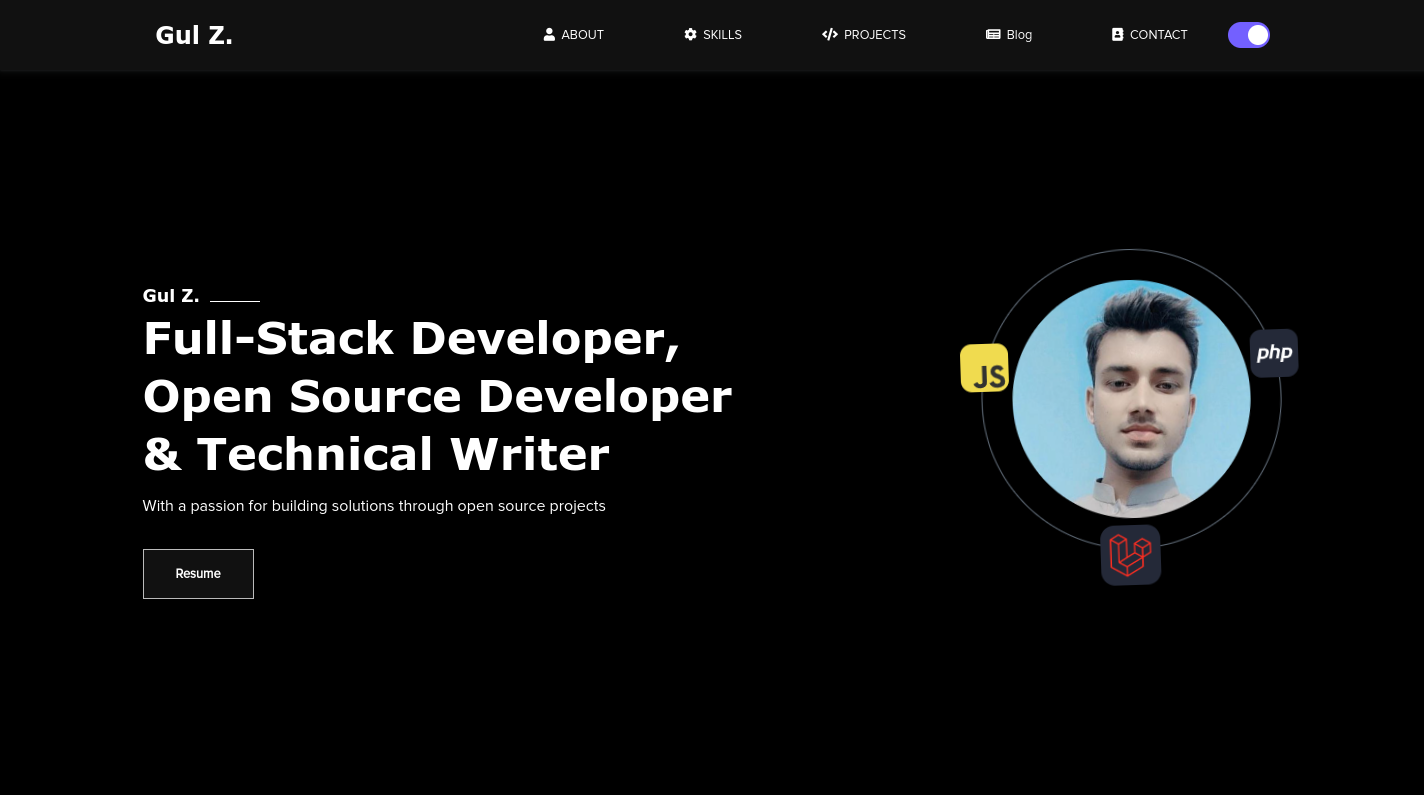 Gul Z.
ABOUT
SKILLS
PROJECTS
Blog
CONTACT
Gul Z.
Full-Stack Developer,
Open Source Developer
& Technical Writer
With a passion for building solutions through open source projects
Resume
JS
php